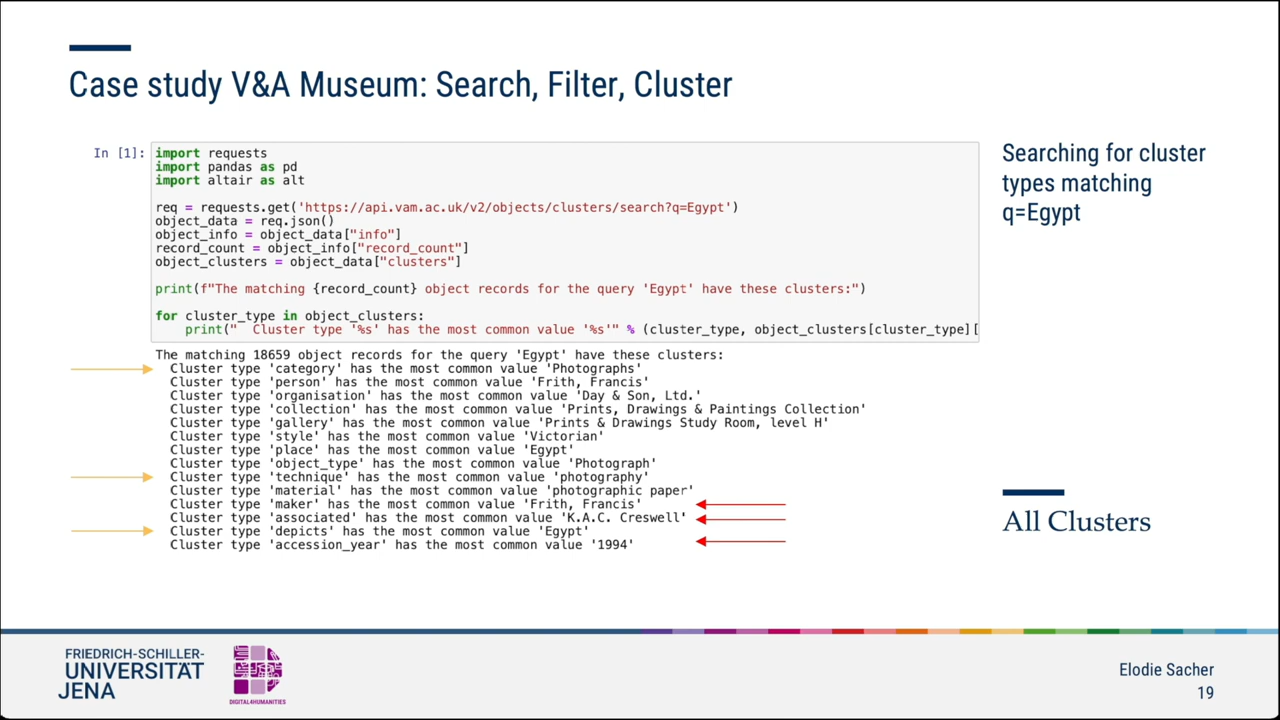 Case study V&A Museum: Search, Filter, Cluster
In [1]:
import requests
import pandas as pd
import altair as alt
req = requests.get('https://api.vam.ac.uk/v2/objects/clusters/search?q=Egypt')
object_data = req.json()
object_info = object_data["info"]
record_count = object_info["record_count"]
object_clusters = object_data["clusters"]
print(f"The matching {record_count} object records for the query 'Egypt' have these clusters:")
for cluster_type in object_clusters:
print("  Cluster type '%s' has the most common value '%s'" % (cluster_type, object_clusters[cluster_type][
The matching 18659 object records for the query 'Egypt' have these clusters:
Cluster type 'category' has the most common value 'Photographs'
Cluster type 'person' has the most common value 'Frith, Francis'
Cluster type 'organisation' has the most common value 'Day & Son, Ltd.'
Cluster type 'collection' has the most common value 'Prints, Drawings & Paintings Collection'
Cluster type 'gallery' has the most common value 'Prints & Drawings Study Room, level H'
Cluster type 'style' has the most common value 'Victorian'
Cluster type 'place' has the most common value 'Egypt'
Cluster type 'object_type' has the most common value 'Photograph'
Cluster type 'technique' has the most common value 'photography'
Cluster type 'material' has the most common value 'photographic paper'
Cluster type 'maker' has the most common value 'Frith, Francis'
Cluster type 'associated' has the most common value 'K.A.C. Creswell'
Cluster type 'depicts' has the most common value 'Egypt'
Cluster type 'accession_year' has the most common value '1994'
Searching for cluster
types matching
q=Egypt
All Clusters
FRIEDRICH-SCHILLER-
UNIVERSITÄT
JENA
DIGITAL4HUMANITIES
Elodie Sacher
19